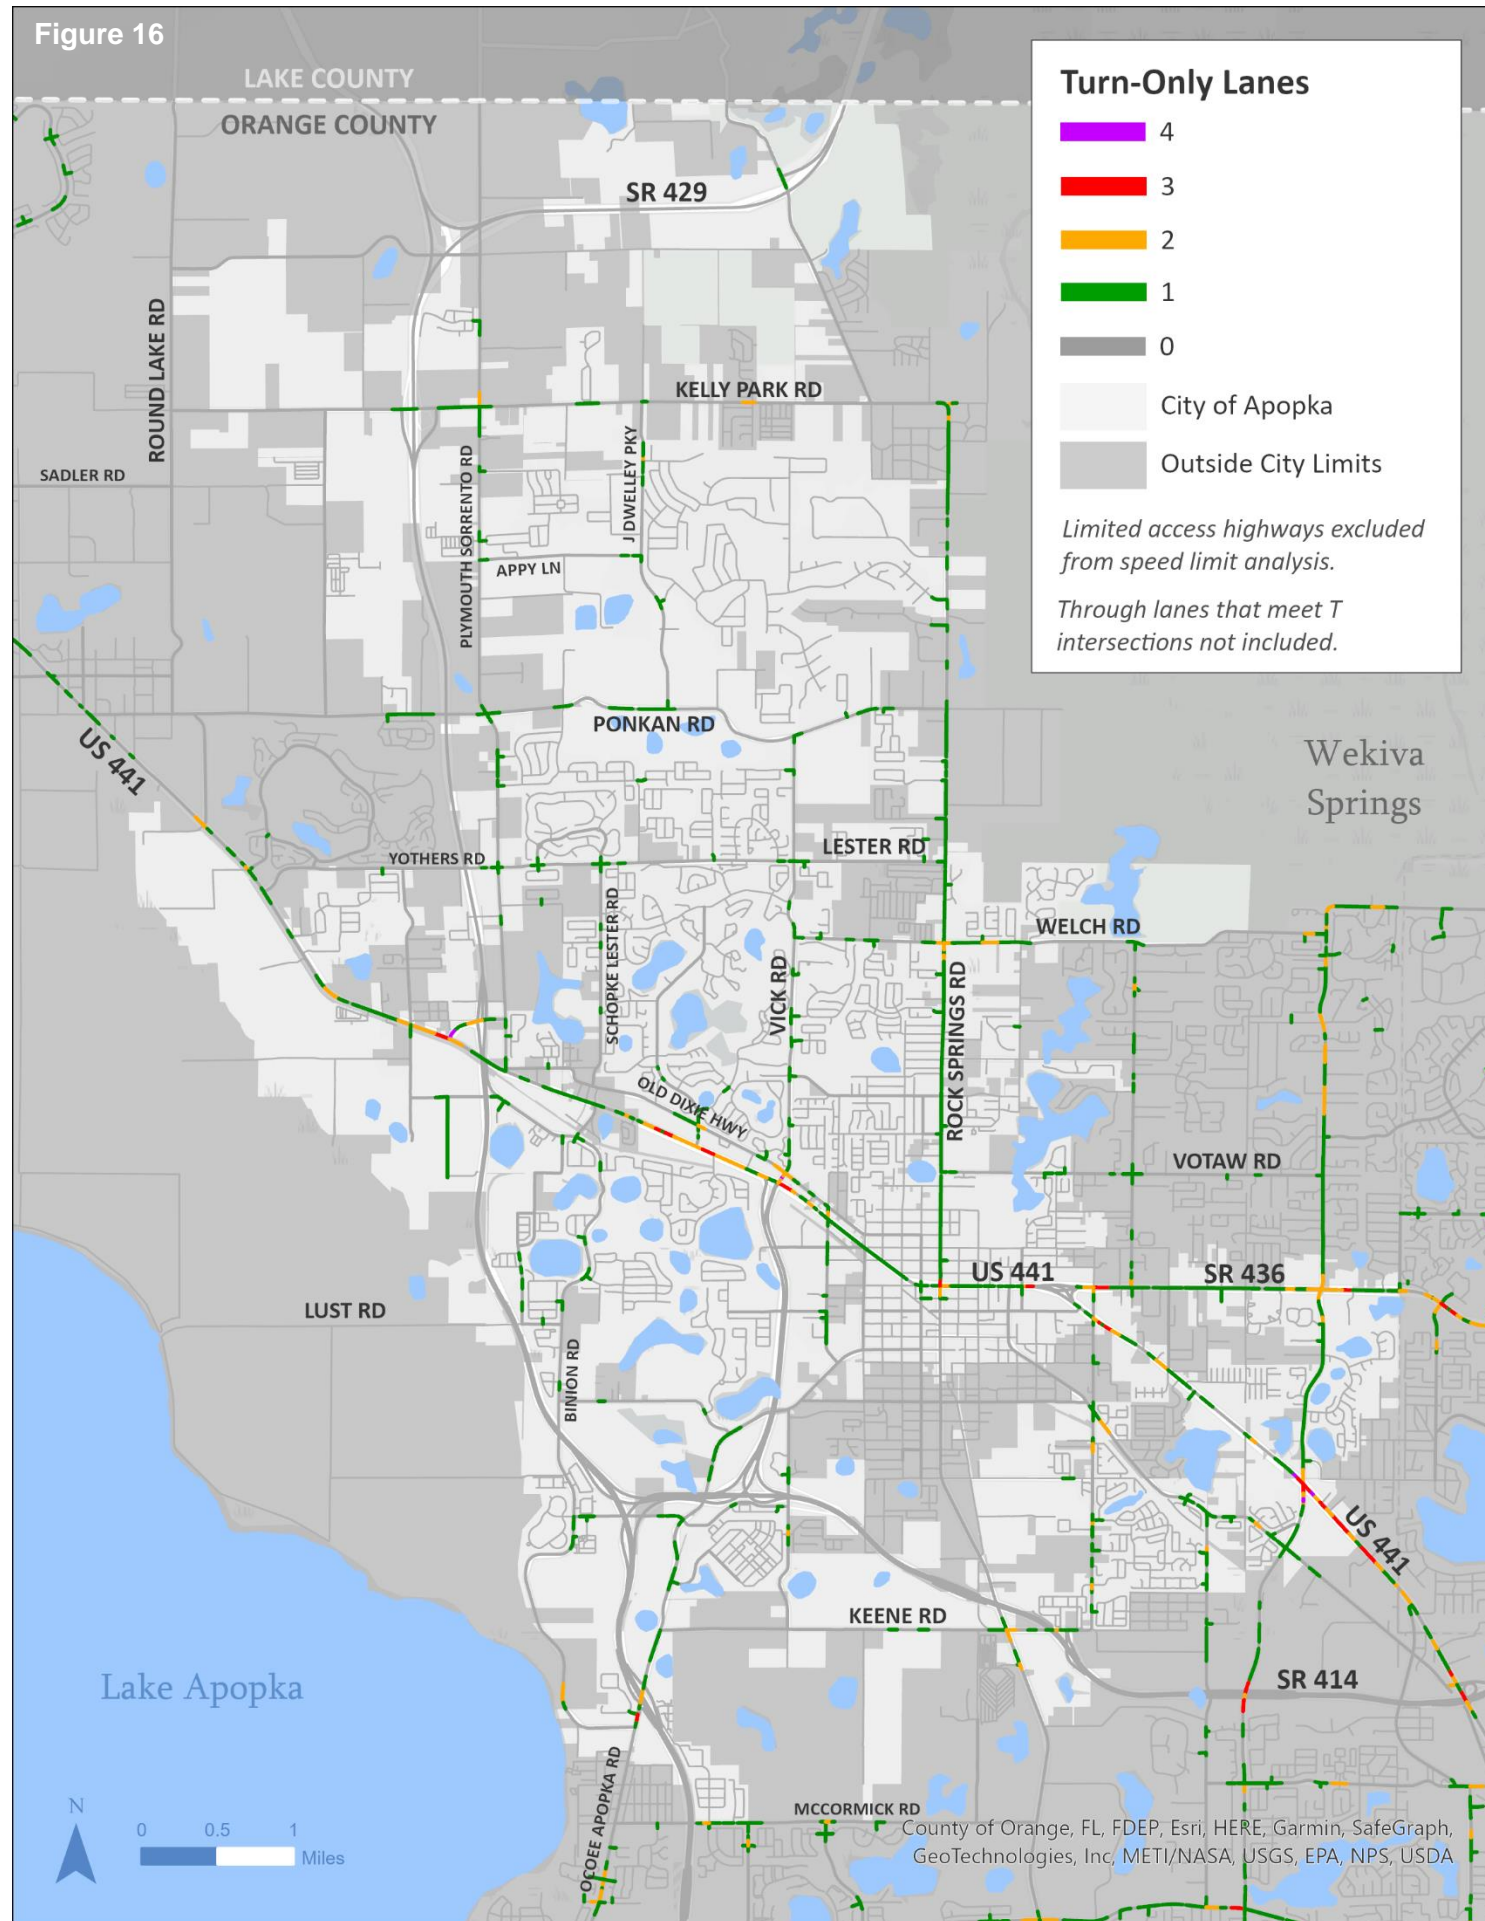 Figure 16
LAKE COUNTY
ORANGE COUNTY
Turn-Only Lanes
4
3
2
1
0
City of Apopka
Outside City Limits
Limited access highways excluded
from speed limit analysis.
Through lanes that meet T
intersections not included.
SR 429
ROUND LAKE RD
KELLY PARK RD
SADLER RD
PLYMOUTH SORRENTO RD
J DWELLEY PKY
APPY LN
PONKAN RD
US 441
Wekiva
Springs
YOTHERS RD
LESTER RD
SCHOPKE LESTER RD
WELCH RD
VICK RD
ROCK SPRINGS RD
OLD DIXIE HWY
VOTAW RD
US 441
SR 436
LUST RD
BINION RD
US 441
KEENE RD
Lake Apopka
SR 414
OCOEE APOPKA RD
MCCORMICK RD
N
0 0.5 1
Miles
County of Orange, FL, FDEP, Esri, HERE, Garmin, SafeGraph,
GeoTechnologies, Inc, METI/NASA, USGS, EPA, NPS, USDA